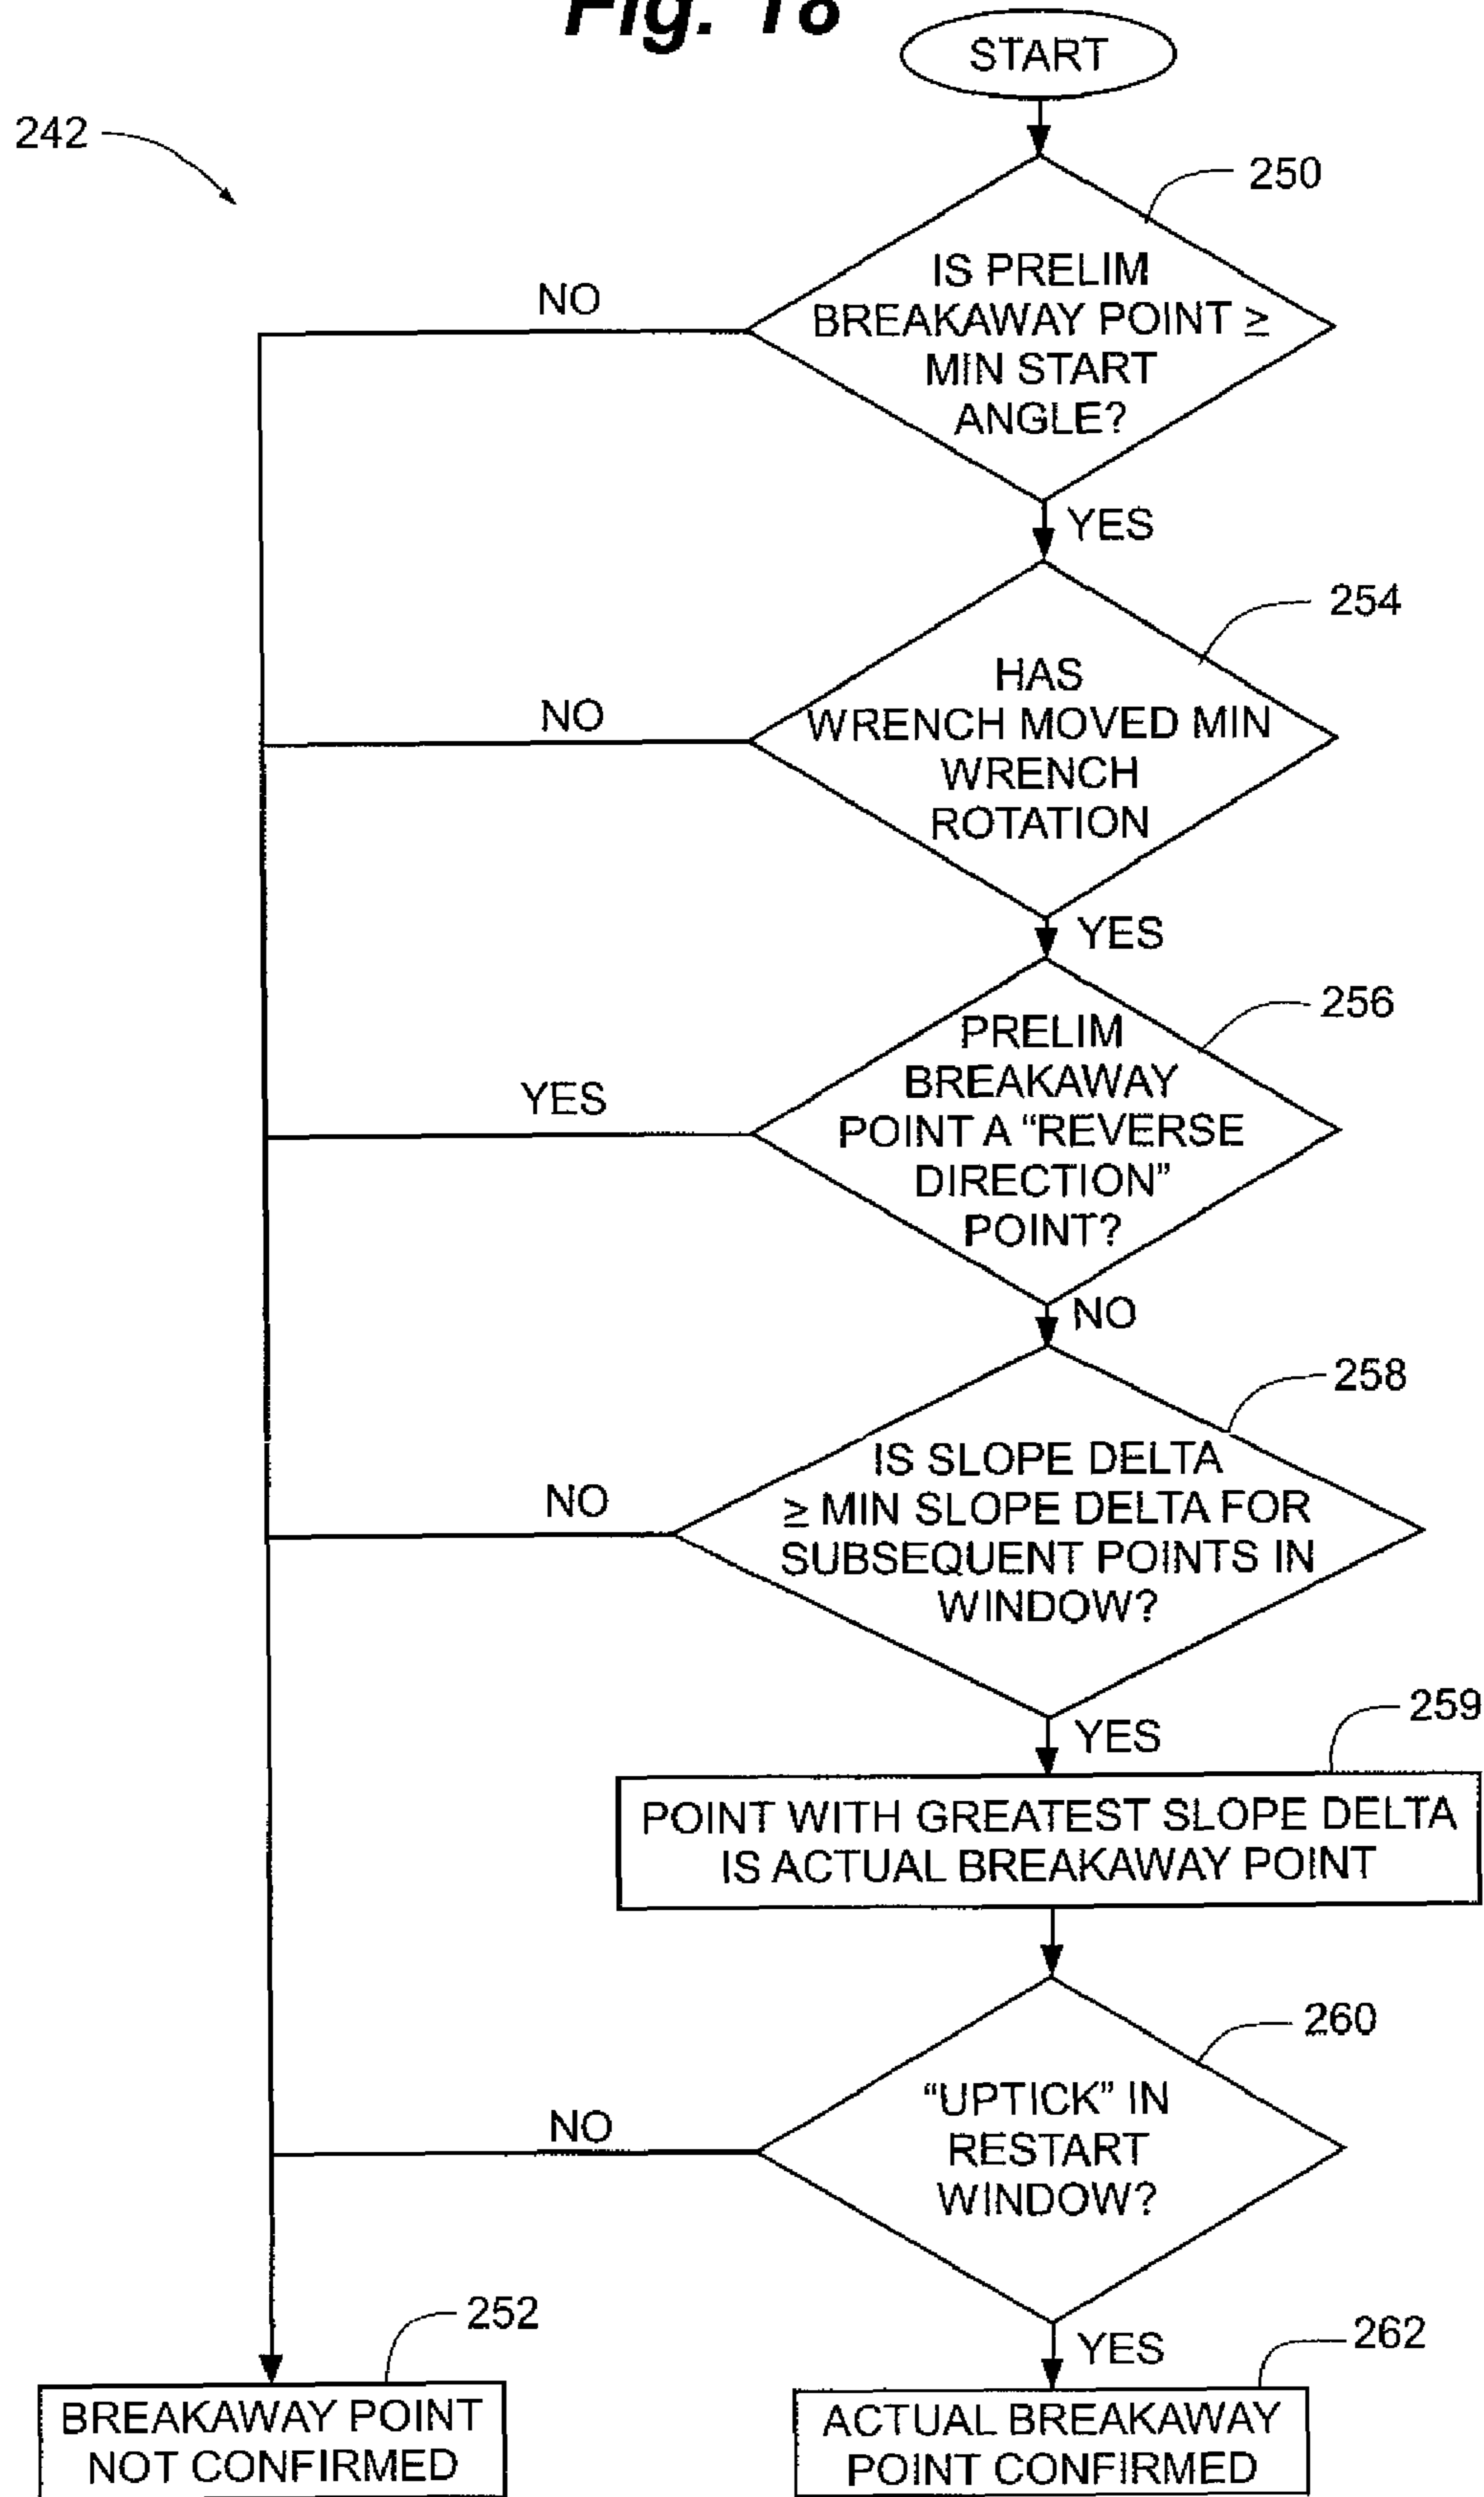 Fig. 18
START
242
250
IS PRELIM
BREAKAWAY POINT ≥
MIN START
ANGLE?
NO
YES
254
HAS
WRENCH MOVED MIN
WRENCH
ROTATION
NO
YES
256
PRELIM
BREAKAWAY
POINT A “REVERSE
DIRECTION”
POINT?
YES
NO
258
IS SLOPE DELTA
≥ MIN SLOPE DELTA FOR
SUBSEQUENT POINTS IN
WINDOW?
NO
YES
259
POINT WITH GREATEST SLOPE DELTA
IS ACTUAL BREAKAWAY POINT
260
“UPTICK” IN
RESTART
WINDOW?
NO
YES
252
262
BREAKAWAY POINT
NOT CONFIRMED
ACTUAL BREAKAWAY
POINT CONFIRMED